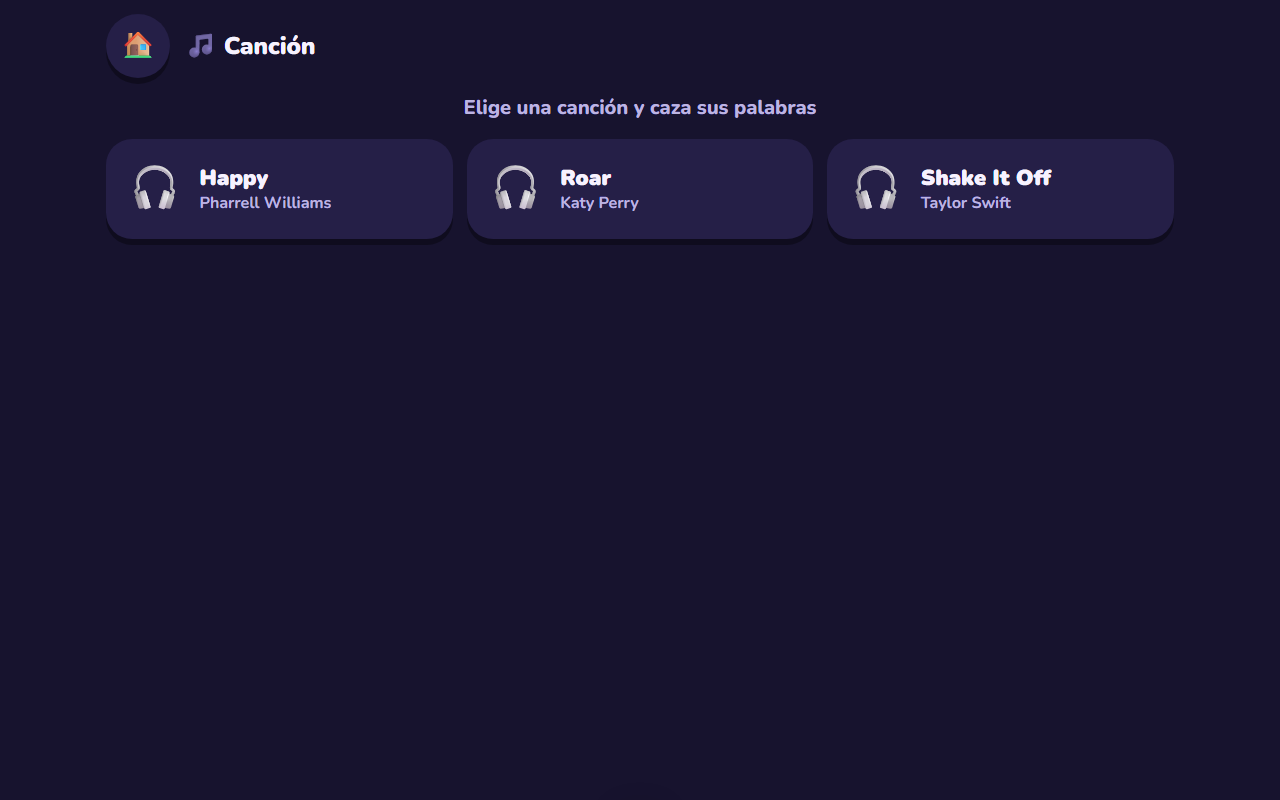 Canción
Elige una canción y caza sus palabras
Happy
Pharrell Williams
Roar
Katy Perry
Shake It Off
Taylor Swift